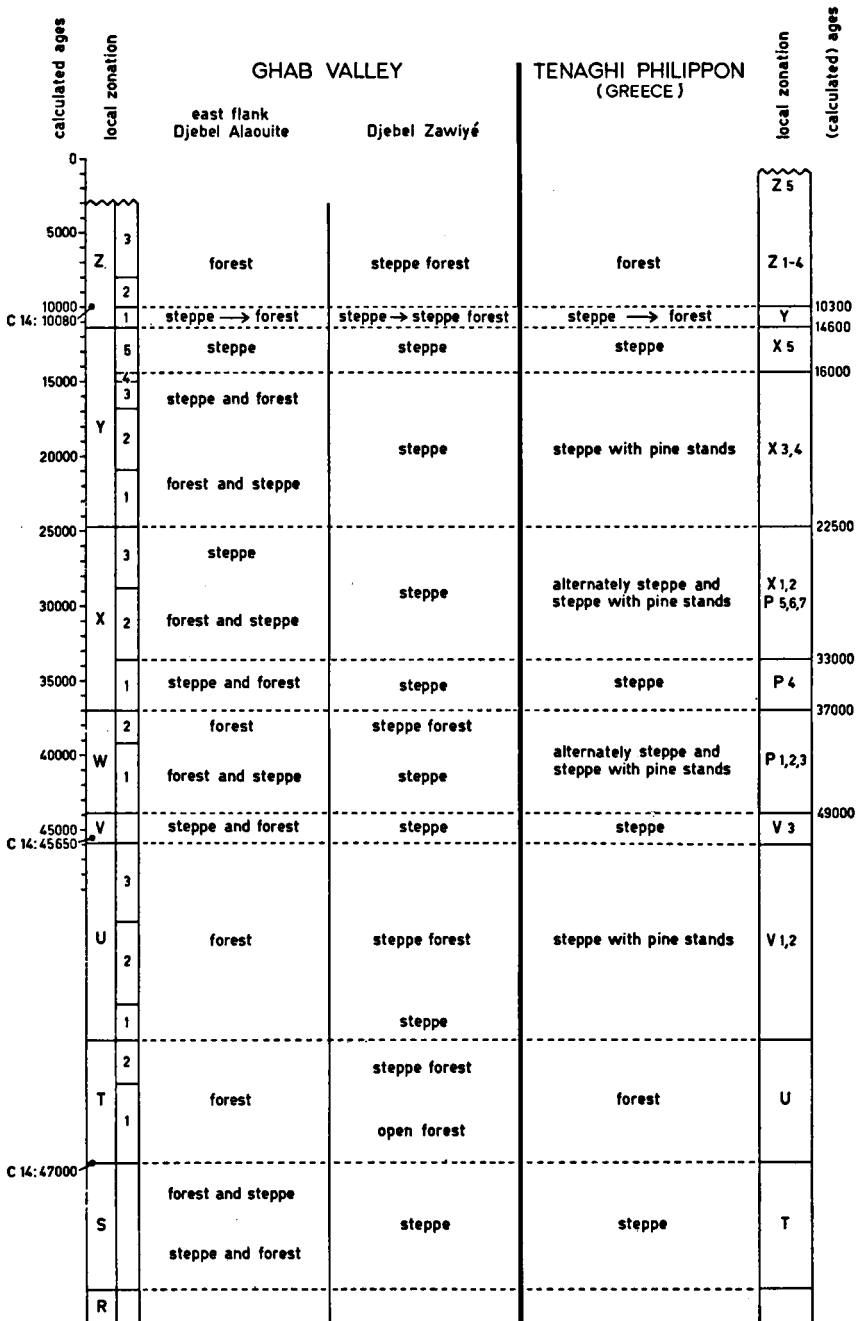 calculated ages
local zonation
GHAB VALLEY
TENAGHI PHILIPPON
(GREECE)
local zonation
(calculated) ages
east flank
Djebel Alaouite
Djebel Zawiyé
0
Z 5
5000
3
Z
forest
steppe forest
forest
Z 1-4
2
10000
10300
C 14: 10080
1
steppe → forest
steppe → steppe forest
steppe → forest
Y
14600
5
steppe
steppe
steppe
X 5
4
16000
15000
3
steppe and forest
Y
2
20000
steppe
steppe with pine stands
X 3,4
1
forest and steppe
25000
22500
3
steppe
X
2
30000
forest and steppe
steppe
alternately steppe and
steppe with pine stands
X 1,2
P 5,6,7
33000
35000
1
steppe and forest
steppe
steppe
P 4
37000
2
forest
steppe forest
40000
W
1
forest and steppe
steppe
alternately steppe and
steppe with pine stands
P 1,2,3
49000
45000
V
steppe and forest
steppe
steppe
V 3
C 14: 45650
3
U
forest
steppe forest
steppe with pine stands
V 1,2
2
1
steppe
2
steppe forest
T
forest
forest
U
1
open forest
C 14: 47000
forest and steppe
S
steppe
steppe
T
steppe and forest
R